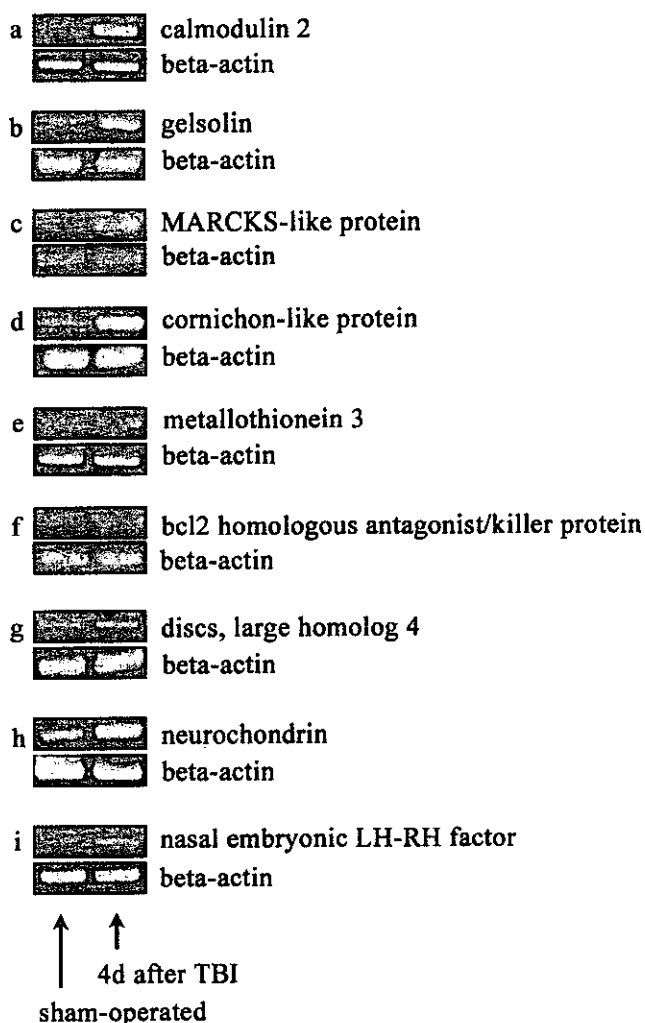 a calmodulin 2
beta-actin
b gelsolin
beta-actin
c MARCKS-like protein
beta-actin
d cornichon-like protein
beta-actin
e metallothionein 3
beta-actin
f bcl2 homologous antagonist/killer protein
beta-actin
g discs, large homolog 4
beta-actin
h neurochondrin
beta-actin
i nasal embryonic LH-RH factor
beta-actin
4d after TBI
sham-operated